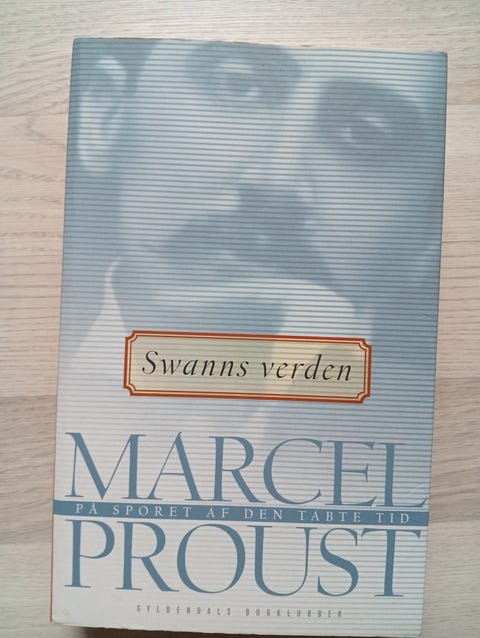 Swanns verden
MARCEL
PÅ SPORET AF DEN TABTE TID
PROUST
GYLDENDALS BOGKLUBBER